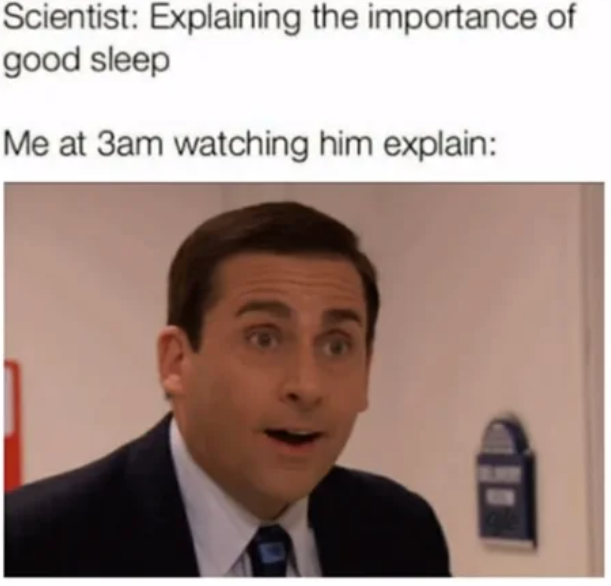 Scientist: Explaining the importance of
good sleep
Me at 3am watching him explain: